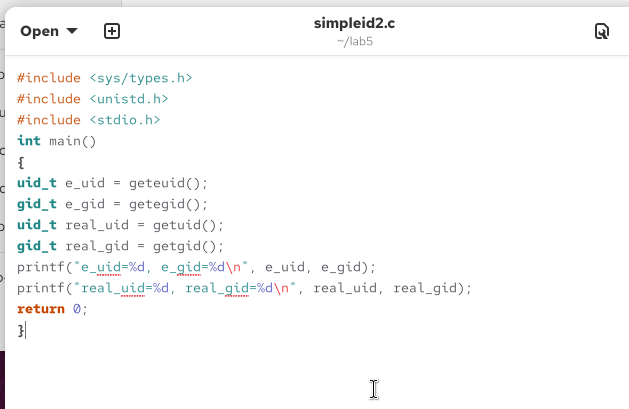 Open
simpleid2.c
~/lab5
#include <sys/types.h>
#include <unistd.h>
#include <stdio.h>
int main()
{
uid_t e_uid = geteuid();
gid_t e_gid = getegid();
uid_t real_uid = getuid();
gid_t real_gid = getgid();
printf("e_uid=%d, e_gid=%d\n", e_uid, e_gid);
printf("real_uid=%d, real_gid=%d\n", real_uid, real_gid);
return 0;
}